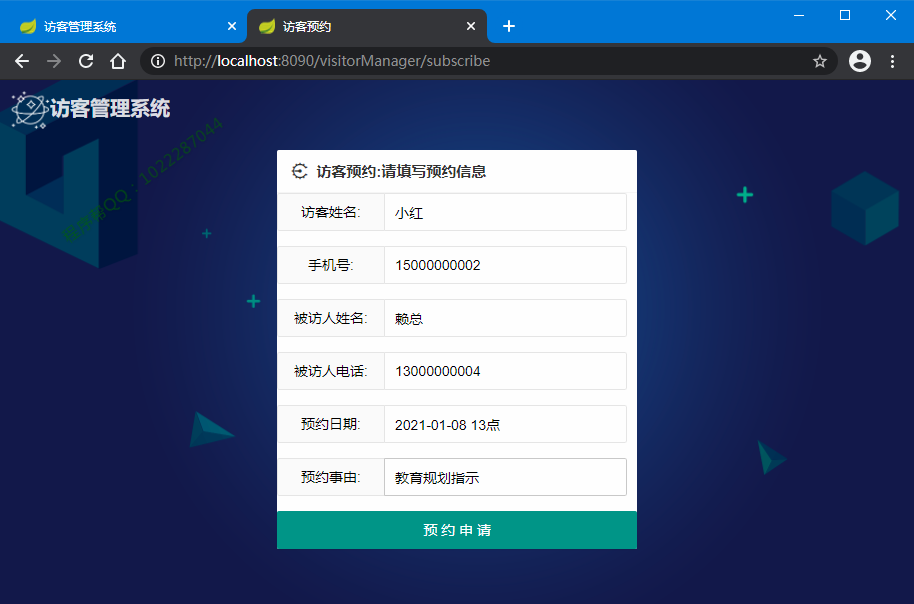 访客管理系统
访客预约
http://localhost:8090/visitorManager/subscribe
访客管理系统
程序帮QQ：1022287044
访客预约:请填写预约信息
访客姓名: 小红
手机号: 15000000002
被访人姓名: 赖总
被访人电话: 13000000004
预约日期: 2021-01-08 13点
预约事由: 教育规划指示
预约申请